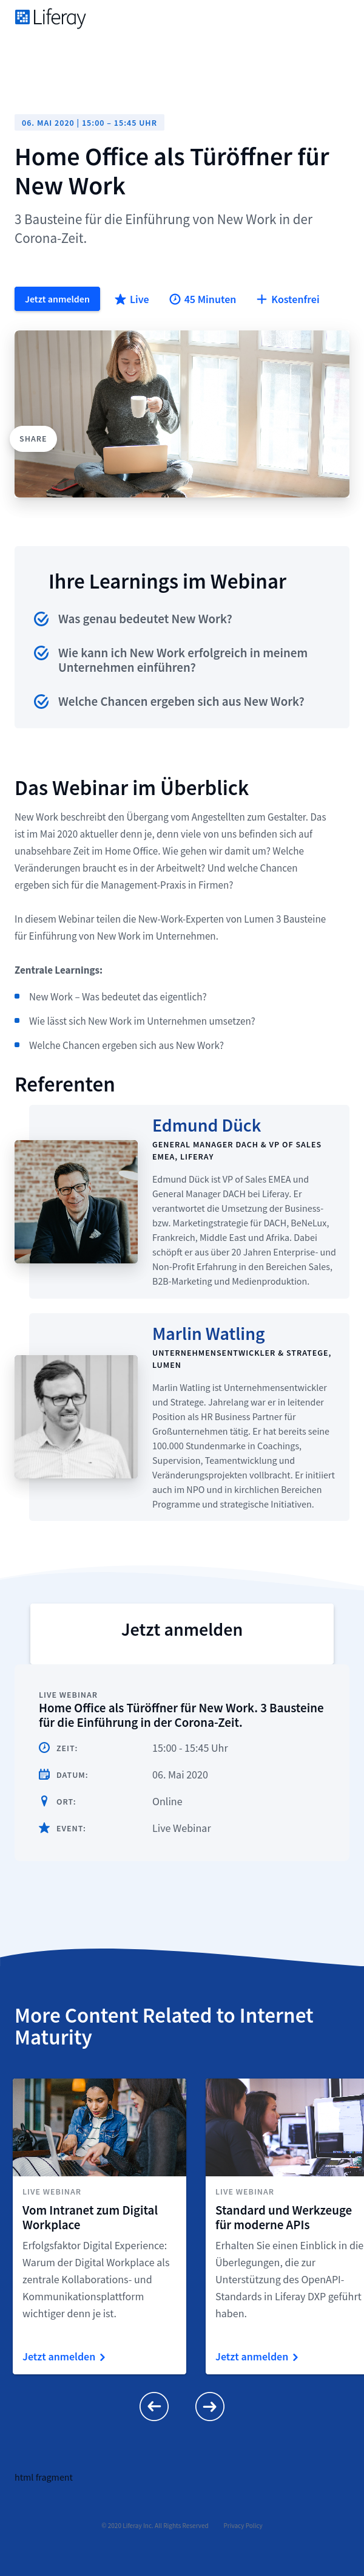 Liferay
06. MAI 2020 | 15:00 – 15:45 UHR
Home Office als Türöffner für
New Work
3 Bausteine für die Einführung von New Work in der
Corona-Zeit.
Jetzt anmelden
Live
45 Minuten
Kostenfrei
SHARE
Ihre Learnings im Webinar
Was genau bedeutet New Work?
Wie kann ich New Work erfolgreich in meinem
Unternehmen einführen?
Welche Chancen ergeben sich aus New Work?
Das Webinar im Überblick
New Work beschreibt den Übergang vom Angestellten zum Gestalter. Das
ist im Mai 2020 aktueller denn je, denn viele von uns befinden sich auf
unabsehbare Zeit im Home Office. Wie gehen wir damit um? Welche
Veränderungen braucht es in der Arbeitwelt? Und welche Chancen
ergeben sich für die Management-Praxis in Firmen?
In diesem Webinar teilen die New-Work-Experten von Lumen 3 Bausteine
für Einführung von New Work im Unternehmen.
Zentrale Learnings:
New Work – Was bedeutet das eigentlich?
Wie lässt sich New Work im Unternehmen umsetzen?
Welche Chancen ergeben sich aus New Work?
Referenten
Edmund Dück
GENERAL MANAGER DACH & VP OF SALES
EMEA, LIFERAY
Edmund Dück ist VP of Sales EMEA und
General Manager DACH bei Liferay. Er
verantwortet die Umsetzung der Business-
bzw. Marketingstrategie für DACH, BeNeLux,
Frankreich, Middle East und Afrika. Dabei
schöpft er aus über 20 Jahren Enterprise- und
Non-Profit Erfahrung in den Bereichen Sales,
B2B-Marketing und Medienproduktion.
Marlin Watling
UNTERNEHMENSENTWICKLER & STRATEGE,
LUMEN
Marlin Watling ist Unternehmensentwickler
und Stratege. Jahrelang war er in leitender
Position als HR Business Partner für
Großunternehmen tätig. Er hat bereits seine
100.000 Stundenmarke in Coachings,
Supervision, Teamentwicklung und
Veränderungsprojekten vollbracht. Er initiiert
auch im NPO und in kirchlichen Bereichen
Programme und strategische Initiativen.
Jetzt anmelden
LIVE WEBINAR
Home Office als Türöffner für New Work. 3 Bausteine
für die Einführung in der Corona-Zeit.
ZEIT: 15:00 - 15:45 Uhr
DATUM: 06. Mai 2020
ORT: Online
EVENT: Live Webinar
More Content Related to Internet
Maturity
LIVE WEBINAR
Vom Intranet zum Digital
Workplace
Erfolgsfaktor Digital Experience:
Warum der Digital Workplace als
zentrale Kollaborations- und
Kommunikationsplattform
wichtiger denn je ist.
Jetzt anmelden
LIVE WEBINAR
Standard und Werkzeuge
für moderne APIs
Erhalten Sie einen Einblick in die
Überlegungen, die zur
Unterstützung des OpenAPI-
Standards in Liferay DXP geführt
haben.
Jetzt anmelden
html fragment
© 2020 Liferay Inc. All Rights Reserved Privacy Policy